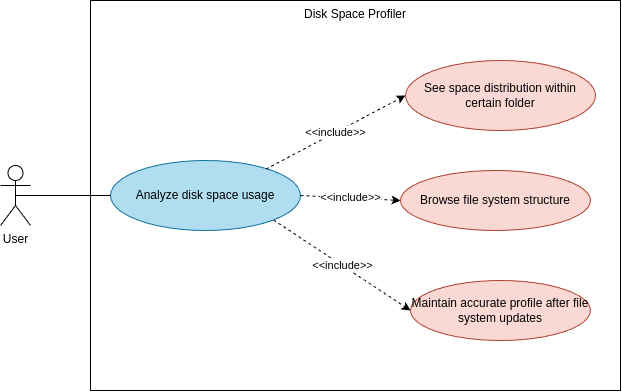 Disk Space Profiler
See space distribution within
certain folder
<<include>>
Analyze disk space usage
<<include>>
Browse file system structure
User
<<include>>
Maintain accurate profile after file
system updates